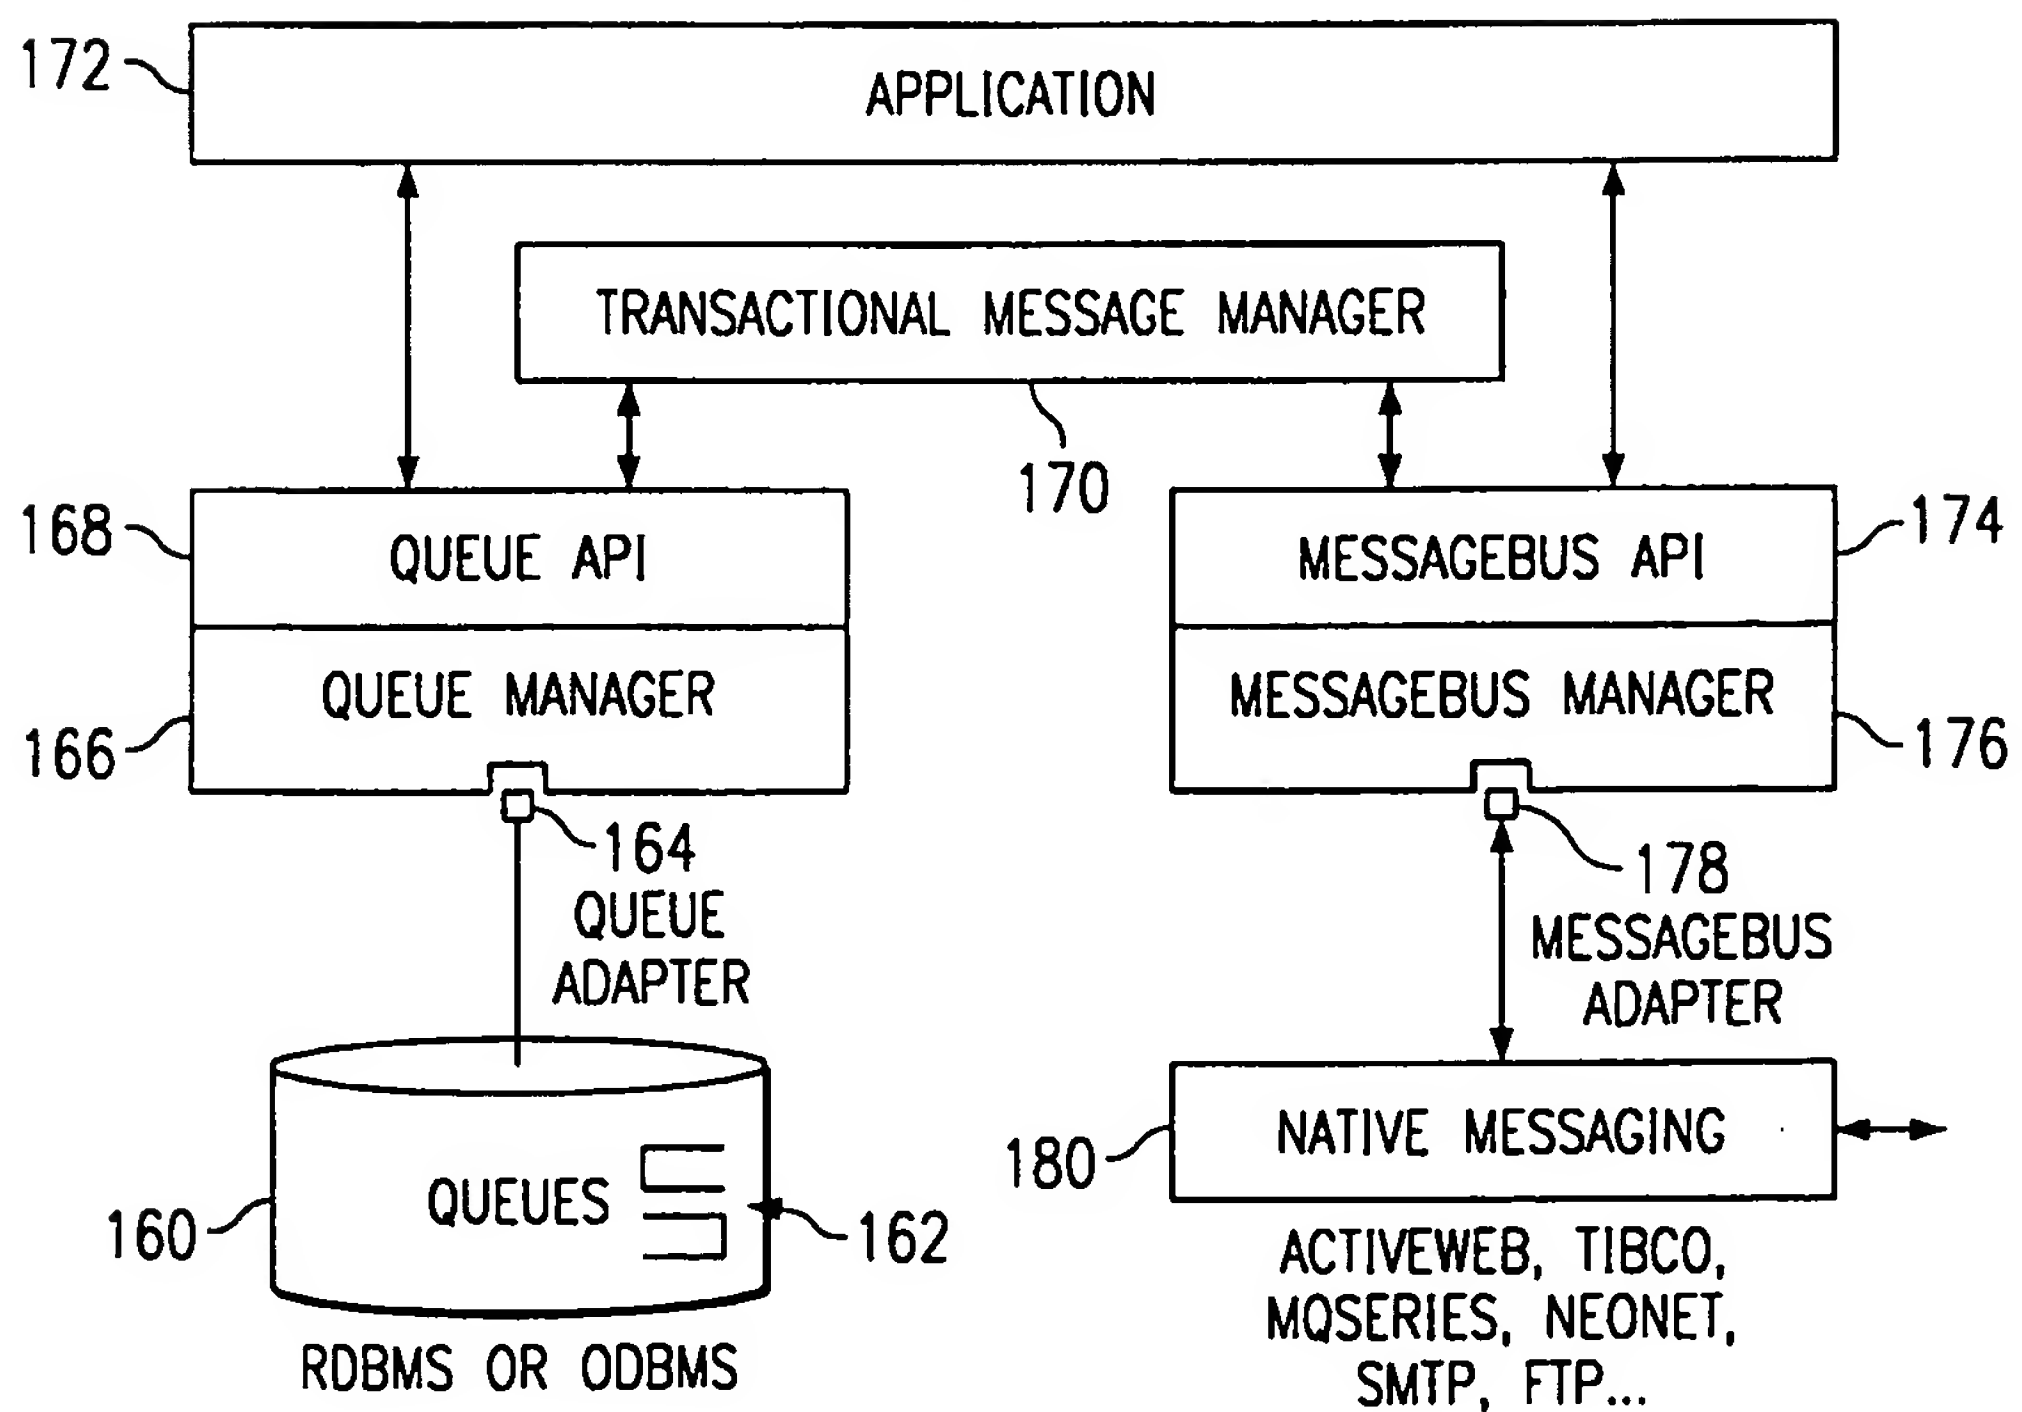 172
APPLICATION
TRANSACTIONAL MESSAGE MANAGER
170
168
QUEUE API
MESSAGEBUS API
174
QUEUE MANAGER
MESSAGEBUS MANAGER
166
176
164
QUEUE
ADAPTER
178
MESSAGEBUS
ADAPTER
NATIVE MESSAGING
180
QUEUES
160
162
RDBMS OR ODBMS
ACTIVEWEB, TIBCO,
MQSERIES, NEONET,
SMTP, FTP...